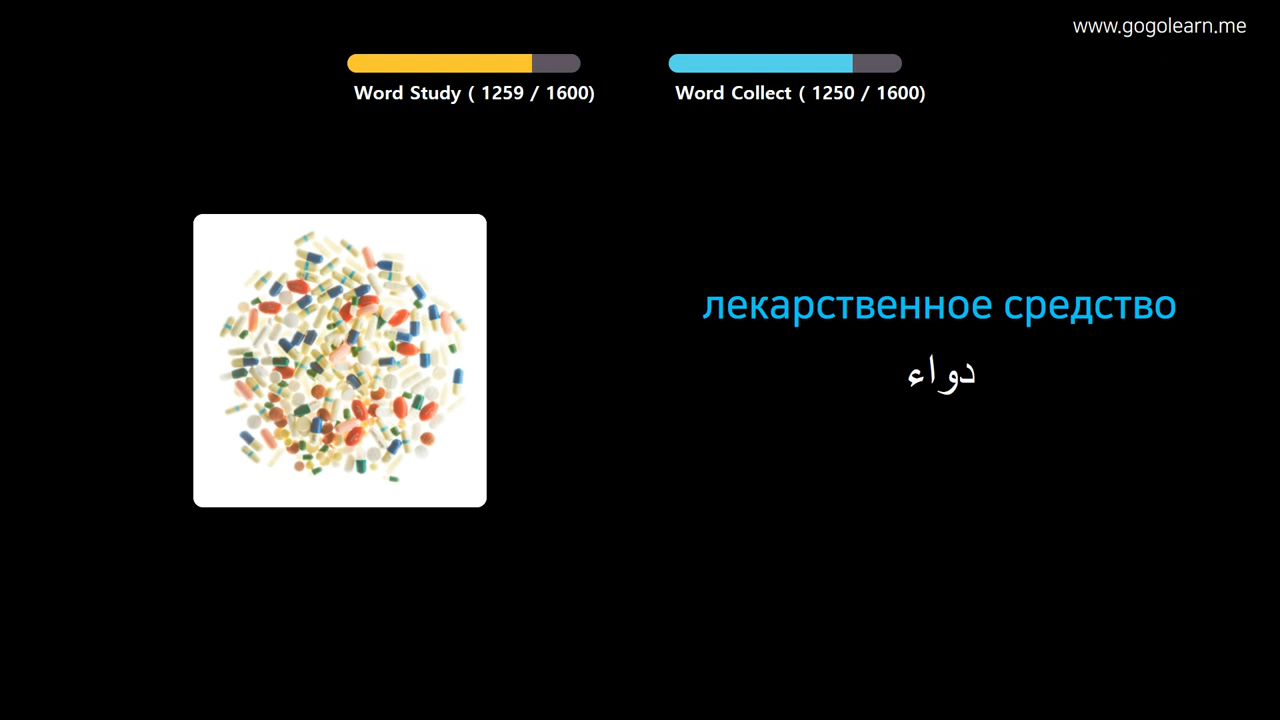 www.gogolearn.me
Word Study ( 1259 / 1600)
Word Collect ( 1250 / 1600)
лекарственное средство
دواء